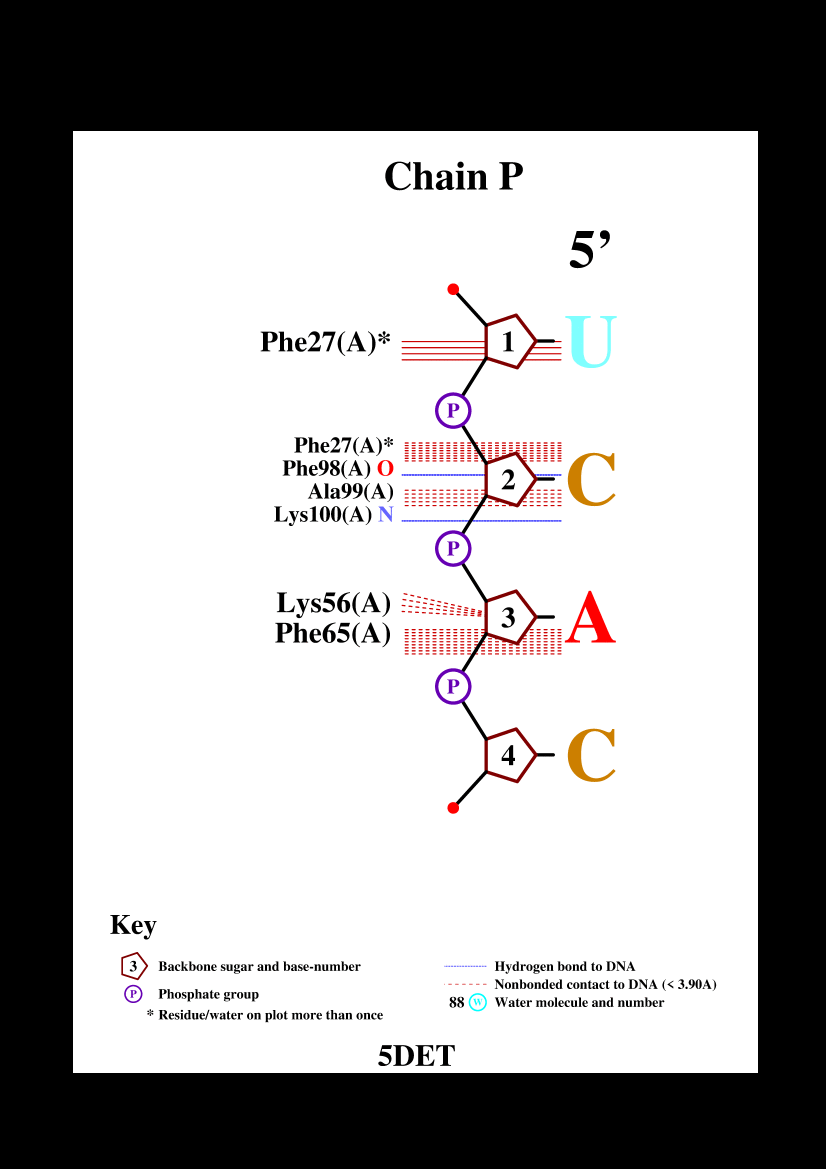 Chain P
5’
Phe27(A)* 1 U
P
Phe27(A)*
Phe98(A) O
2 C
Ala99(A)
Lys100(A) N
P
Lys56(A)
3 A
Phe65(A)
P
4 C
Key
3 Backbone sugar and base-number
P Phosphate group
* Residue/water on plot more than once
Hydrogen bond to DNA
Nonbonded contact to DNA (< 3.90A)
88 W Water molecule and number
5DET